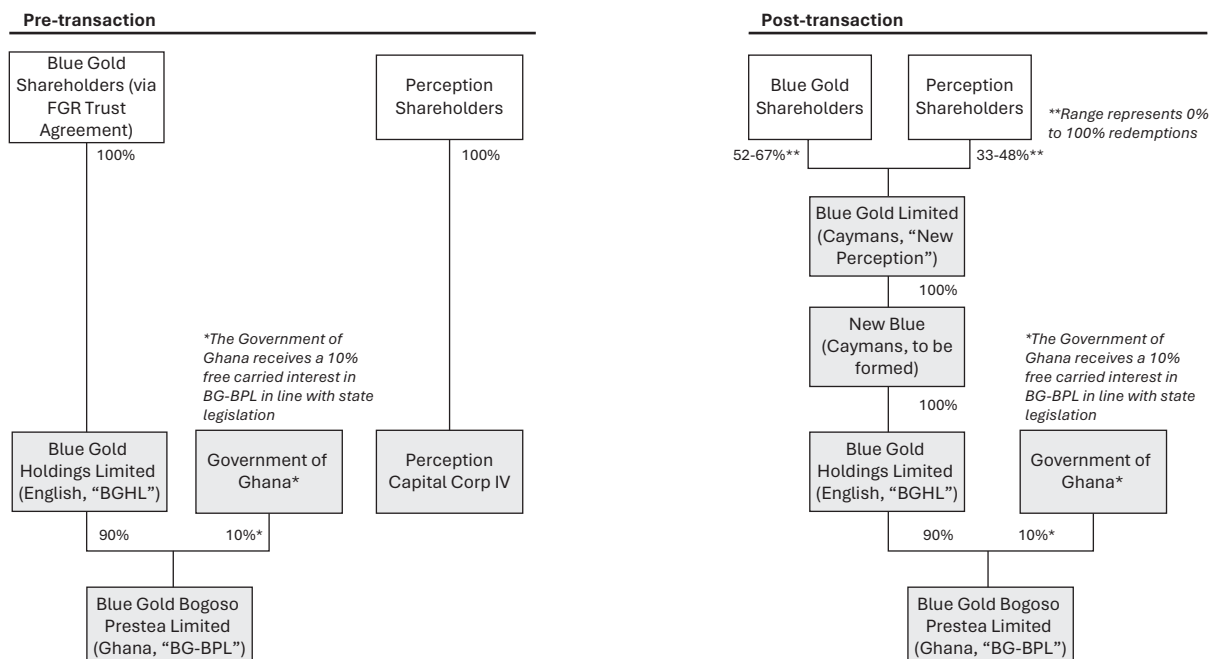 Pre-transaction
Blue Gold
Shareholders (via
FGR Trust
Agreement)
100%
Perception
Shareholders
100%
*The Government of
Ghana receives a 10%
free carried interest in
BG-BPL in line with state
legislation
Blue Gold
Holdings Limited
(English, “BGHL”)
Government of
Ghana*
Perception
Capital Corp IV
90%
10%*
Blue Gold Bogoso
Prestea Limited
(Ghana, “BG-BPL”)
Post-transaction
Blue Gold
Shareholders
Perception
Shareholders
**Range represents 0%
to 100% redemptions
52-67%**
33-48%**
Blue Gold Limited
(Caymans, “New
Perception”)
100%
New Blue
(Caymans, to be
formed)
*The Government of
Ghana receives a 10%
free carried interest in
BG-BPL in line with state
legislation
100%
Blue Gold
Holdings Limited
(English, “BGHL”)
Government of
Ghana*
90%
10%*
Blue Gold Bogoso
Prestea Limited
(Ghana, “BG-BPL”)